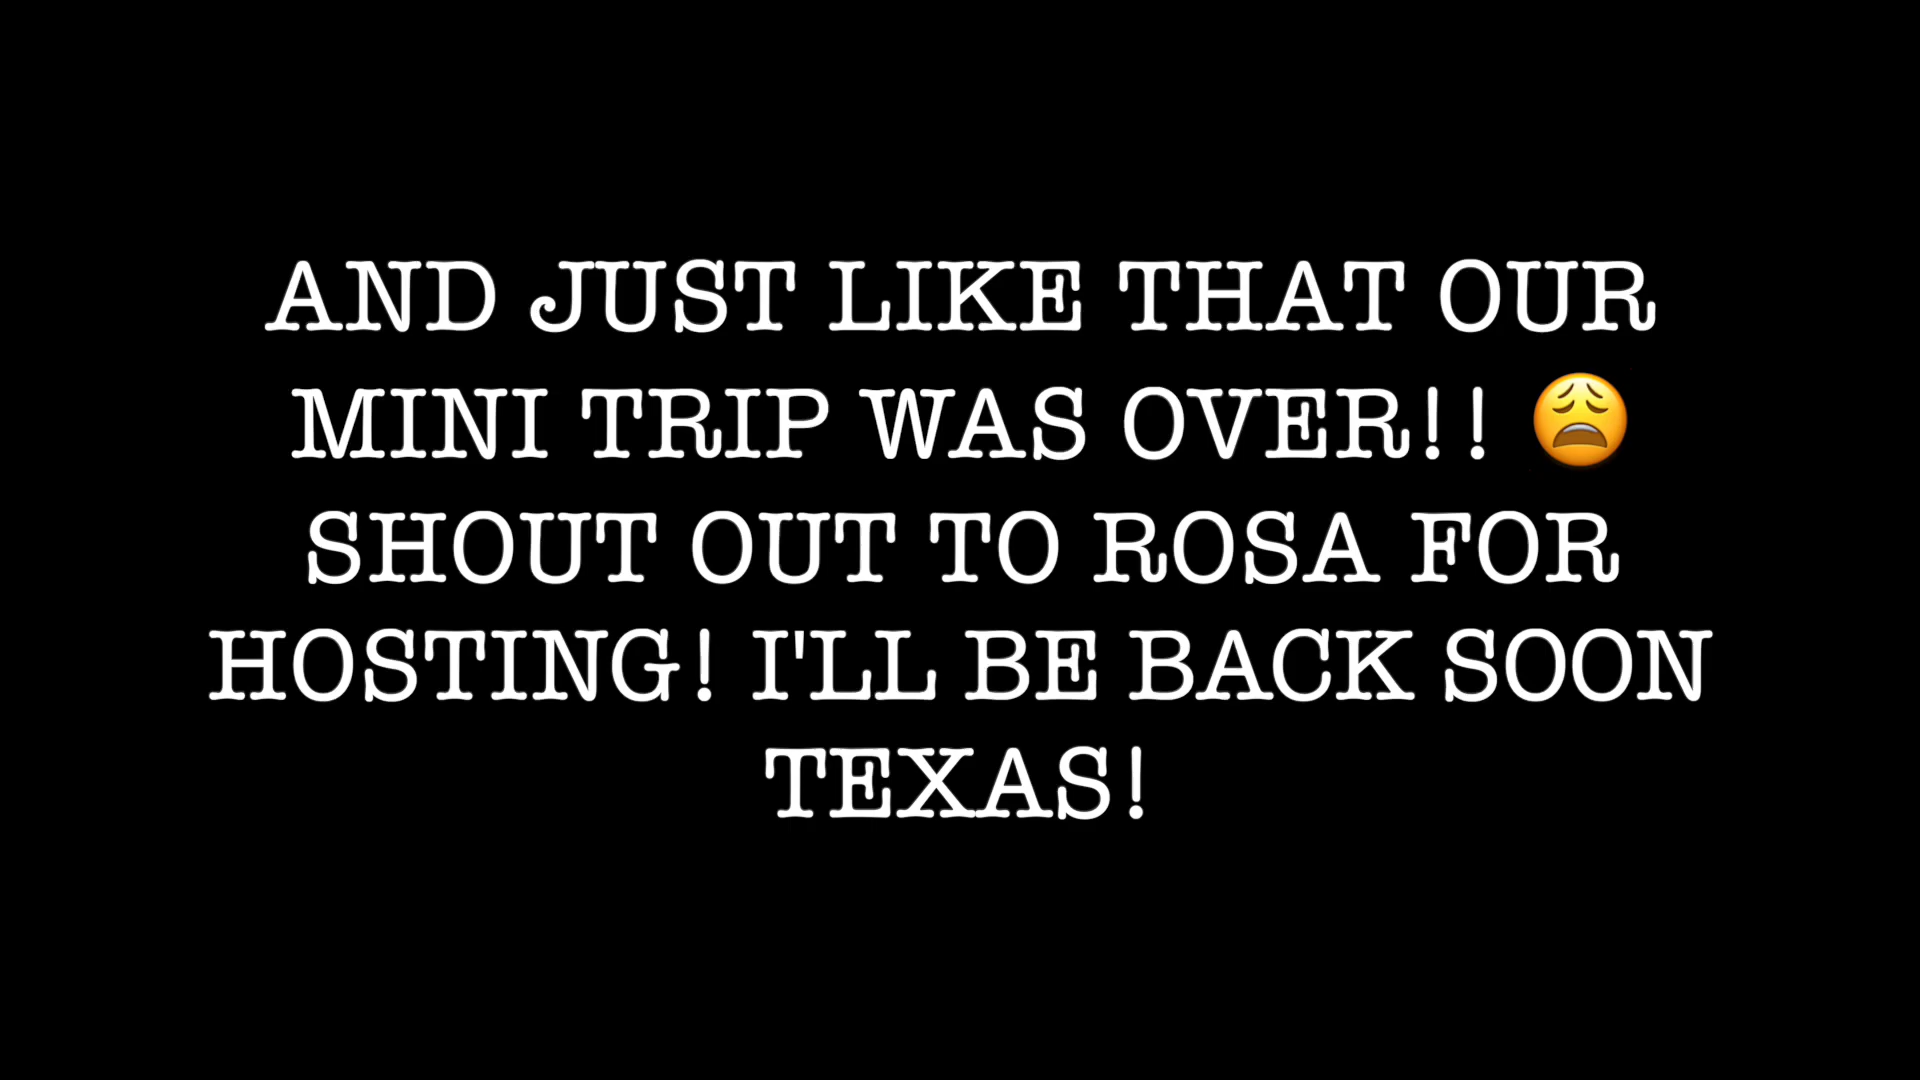 AND JUST LIKE THAT OUR
MINI TRIP WAS OVER!! 😩
SHOUT OUT TO ROSA FOR
HOSTING! I'LL BE BACK SOON
TEXAS!